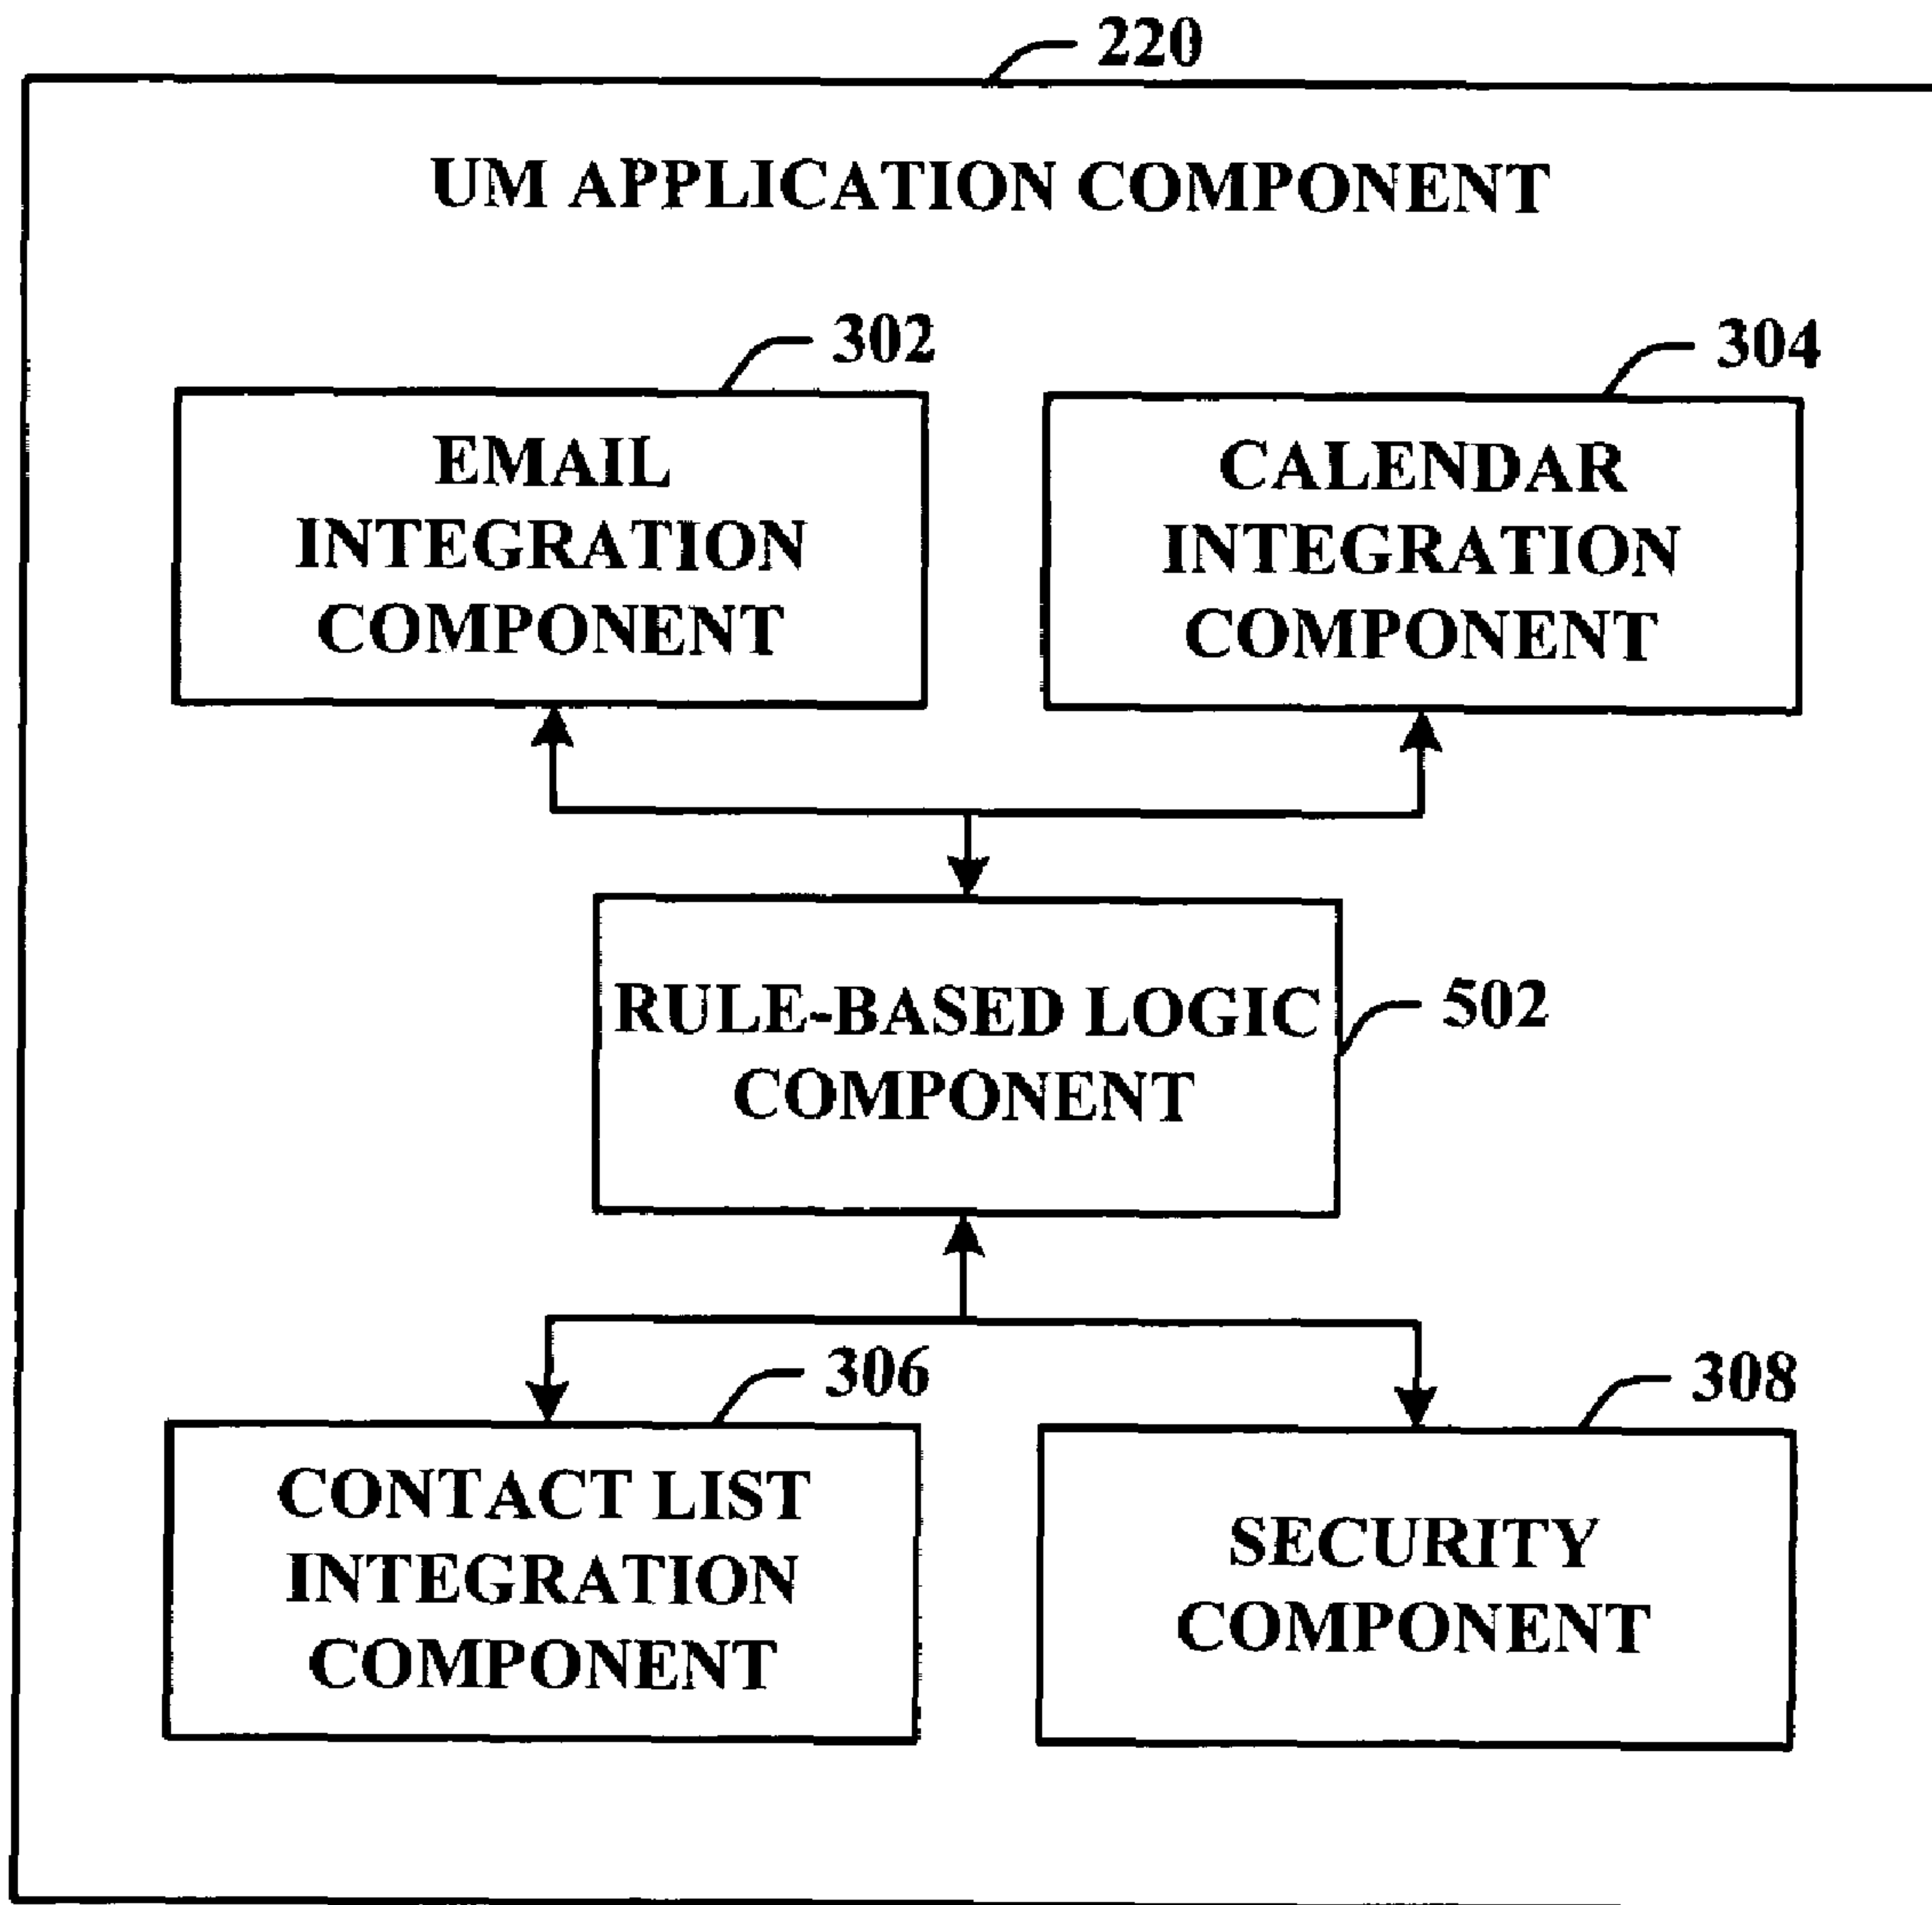 220
UM APPLICATION COMPONENT
302
304
EMAIL
INTEGRATION
COMPONENT
CALENDAR
INTEGRATION
COMPONENT
RULE-BASED LOGIC
COMPONENT
502
306
308
CONTACT LIST
INTEGRATION
COMPONENT
SECURITY
COMPONENT